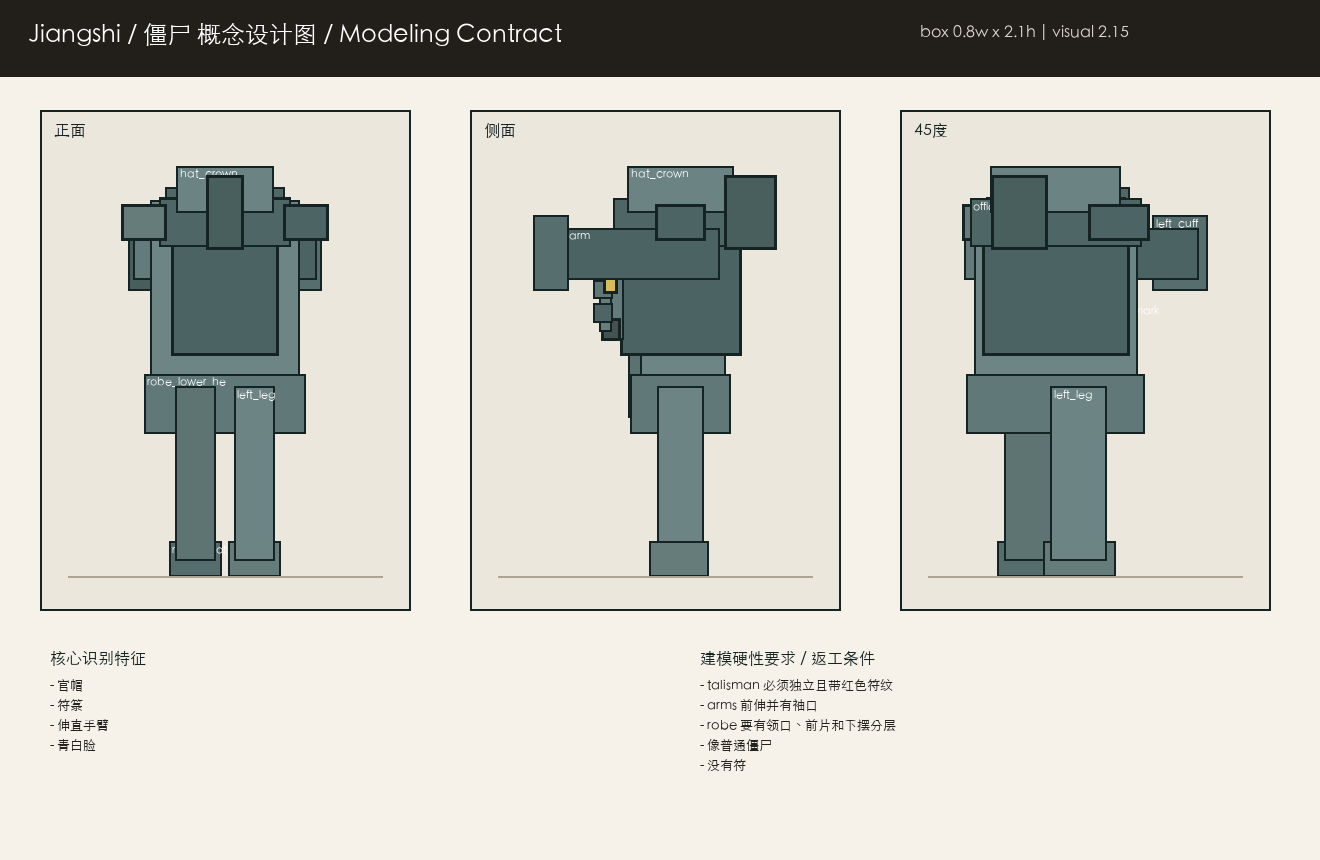 Jiangshi / 僵尸 概念设计图 / Modeling Contract
box 0.8w x 2.1h | visual 2.15
正面
侧面
45度
hat_crown
hat_crown
arm
left_cuff
robe_lower_he
left_leg
left_leg
核心识别特征
- 官帽
- 符箓
- 伸直手臂
- 青白脸
建模硬性要求 / 返工条件
- talisman 必须独立且带红色符纹
- arms 前伸并有袖口
- robe 要有领口、前片和下摆分层
- 像普通僵尸
- 没有符